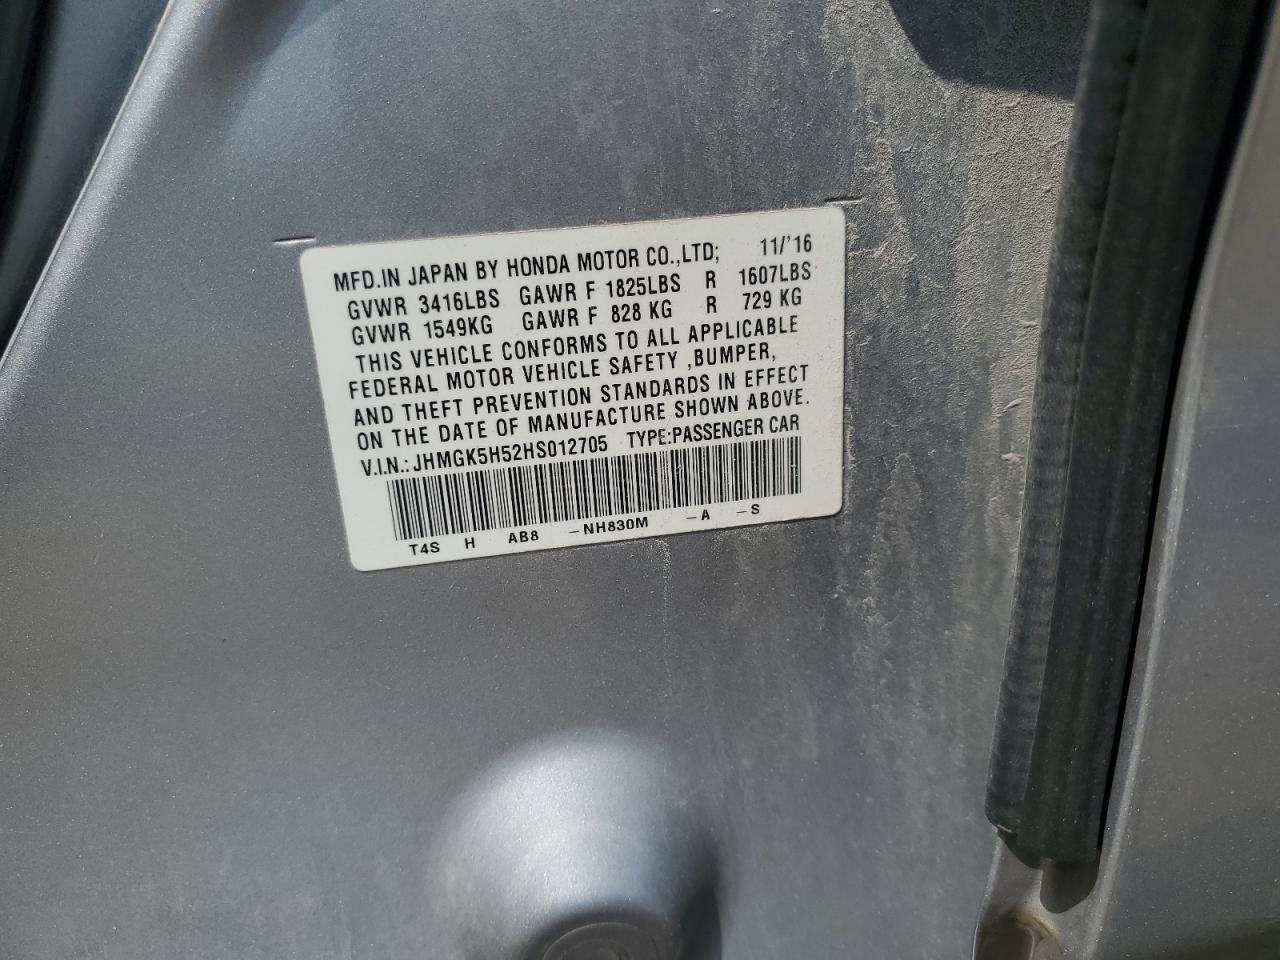 MFD.IN JAPAN BY HONDA MOTOR CO.,LTD; 11/'16
GVWR 3416LBS GAWR F 1825LBS R 1607LBS
GVWR 1549KG GAWR F 828 KG R 729 KG
THIS VEHICLE CONFORMS TO ALL APPLICABLE
FEDERAL MOTOR VEHICLE SAFETY ,BUMPER,
AND THEFT PREVENTION STANDARDS IN EFFECT
ON THE DATE OF MANUFACTURE SHOWN ABOVE.
V.I.N.: JHMGK5H52HS012705 TYPE:PASSENGER CAR
T4S H AB8 -NH830M -A -S